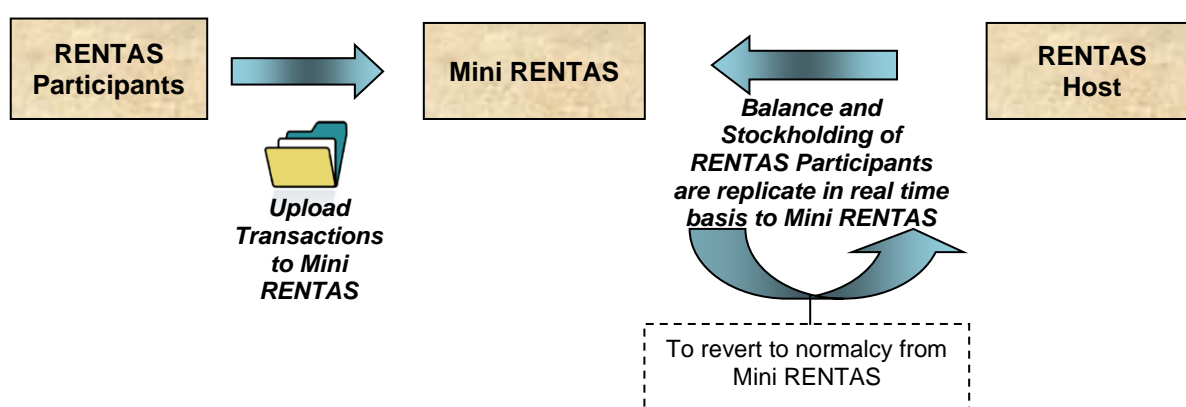 RENTAS
Participants
Mini RENTAS
RENTAS
Host
Upload
Transactions
to Mini
RENTAS
Balance and
Stockholding of
RENTAS Participants
are replicate in real time
basis to Mini RENTAS
To revert to normalcy from
Mini RENTAS